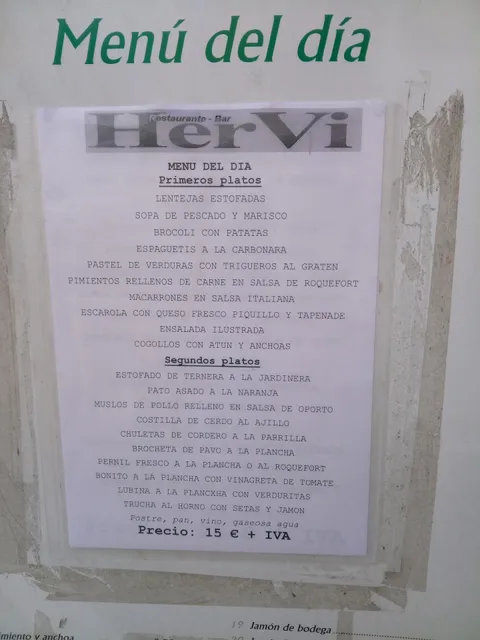 Menú del día
Restaurante - Bar
HerVi
MENU DEL DIA
Primeros platos
LENTEJAS ESTOFADAS
SOPA DE PESCADO Y MARISCO
BROCOLI CON PATATAS
ESPAGUETIS A LA CARBONARA
PASTEL DE VERDURAS CON TRIGUEROS AL GRATEN
PIMIENTOS RELLENOS DE CARNE EN SALSA DE ROQUEFORT
MACARRONES EN SALSA ITALIANA
ESCAROLA CON QUESO FRESCO PIQUILLO Y TAPENADE
ENSALADA ILUSTRADA
COGOLLOS CON ATUN Y ANCHOAS
Segundos platos
ESTOFADO DE TERNERA A LA JARDINERA
PATO ASADO A LA NARANJA
MUSLOS DE POLLO RELLENO EN SALSA DE OPORTO
COSTILLA DE CERDO AL AJILLO
CHULETAS DE CORDERO A LA PARRILLA
BROCHETA DE PAVO A LA PLANCHA
PERNIL FRESCO A LA PLANCHA O AL ROQUEFORT
BONITO A LA PLANCHA CON VINAGRETA DE TOMATE
LUBINA A LA PLANCXHA CON VERDURITAS
TRUCHA AL HORNO CON SETAS Y JAMON
Postre, pan, vino, gaseosa agua
Precio: 15 € + IVA
19 Jamón de bodega
imiento y anchoa